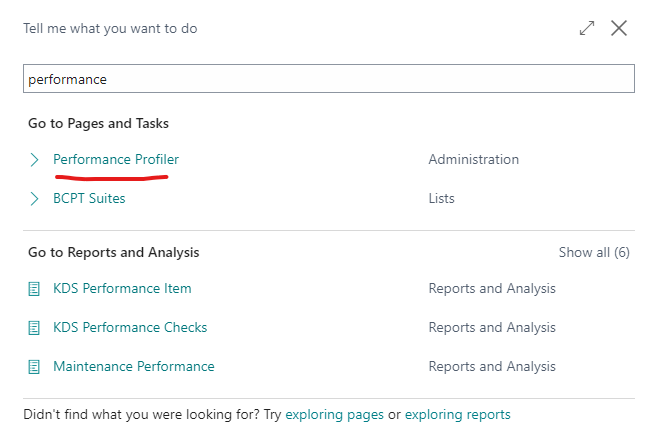 Tell me what you want to do
performance
Go to Pages and Tasks
Performance Profiler Administration
BCPT Suites Lists
Go to Reports and Analysis Show all (6)
KDS Performance Item Reports and Analysis
KDS Performance Checks Reports and Analysis
Maintenance Performance Reports and Analysis
Didn't find what you were looking for? Try exploring pages or exploring reports